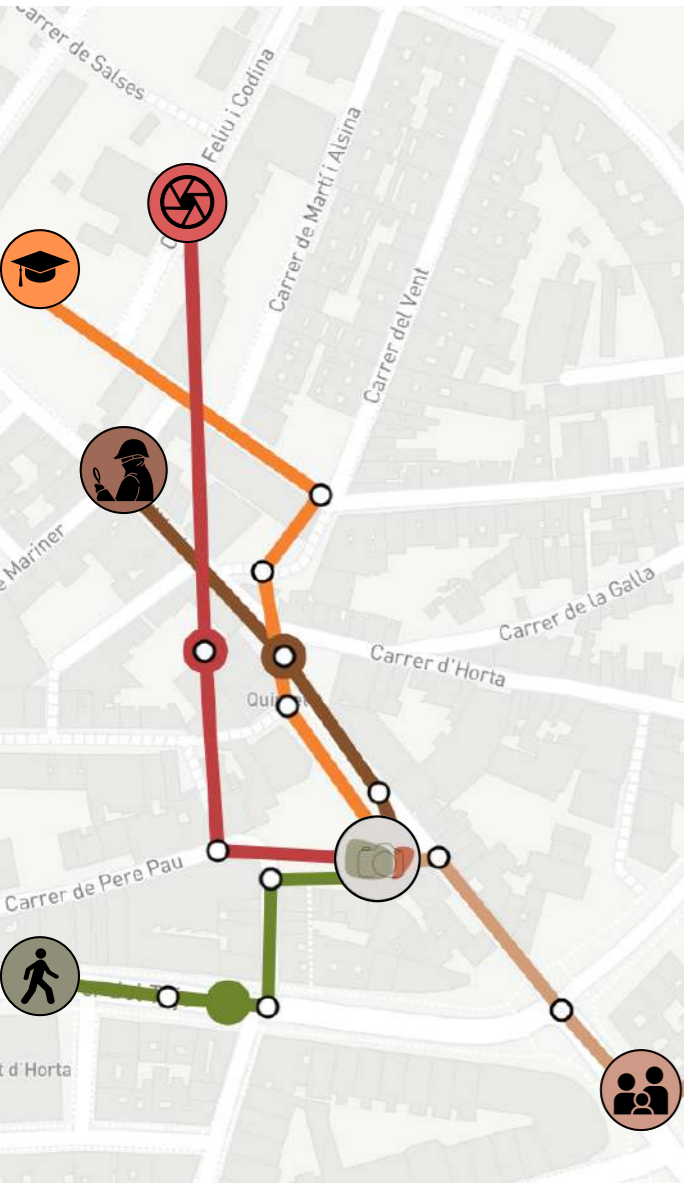 Carrer de Salses
Feliu i Codina
Carrer de Martí i Alsina
Carrer del Vent
Carrer de la Galla
Carrer d'Horta
Carrer de Pere Pau
e Mariner
t d'Horta